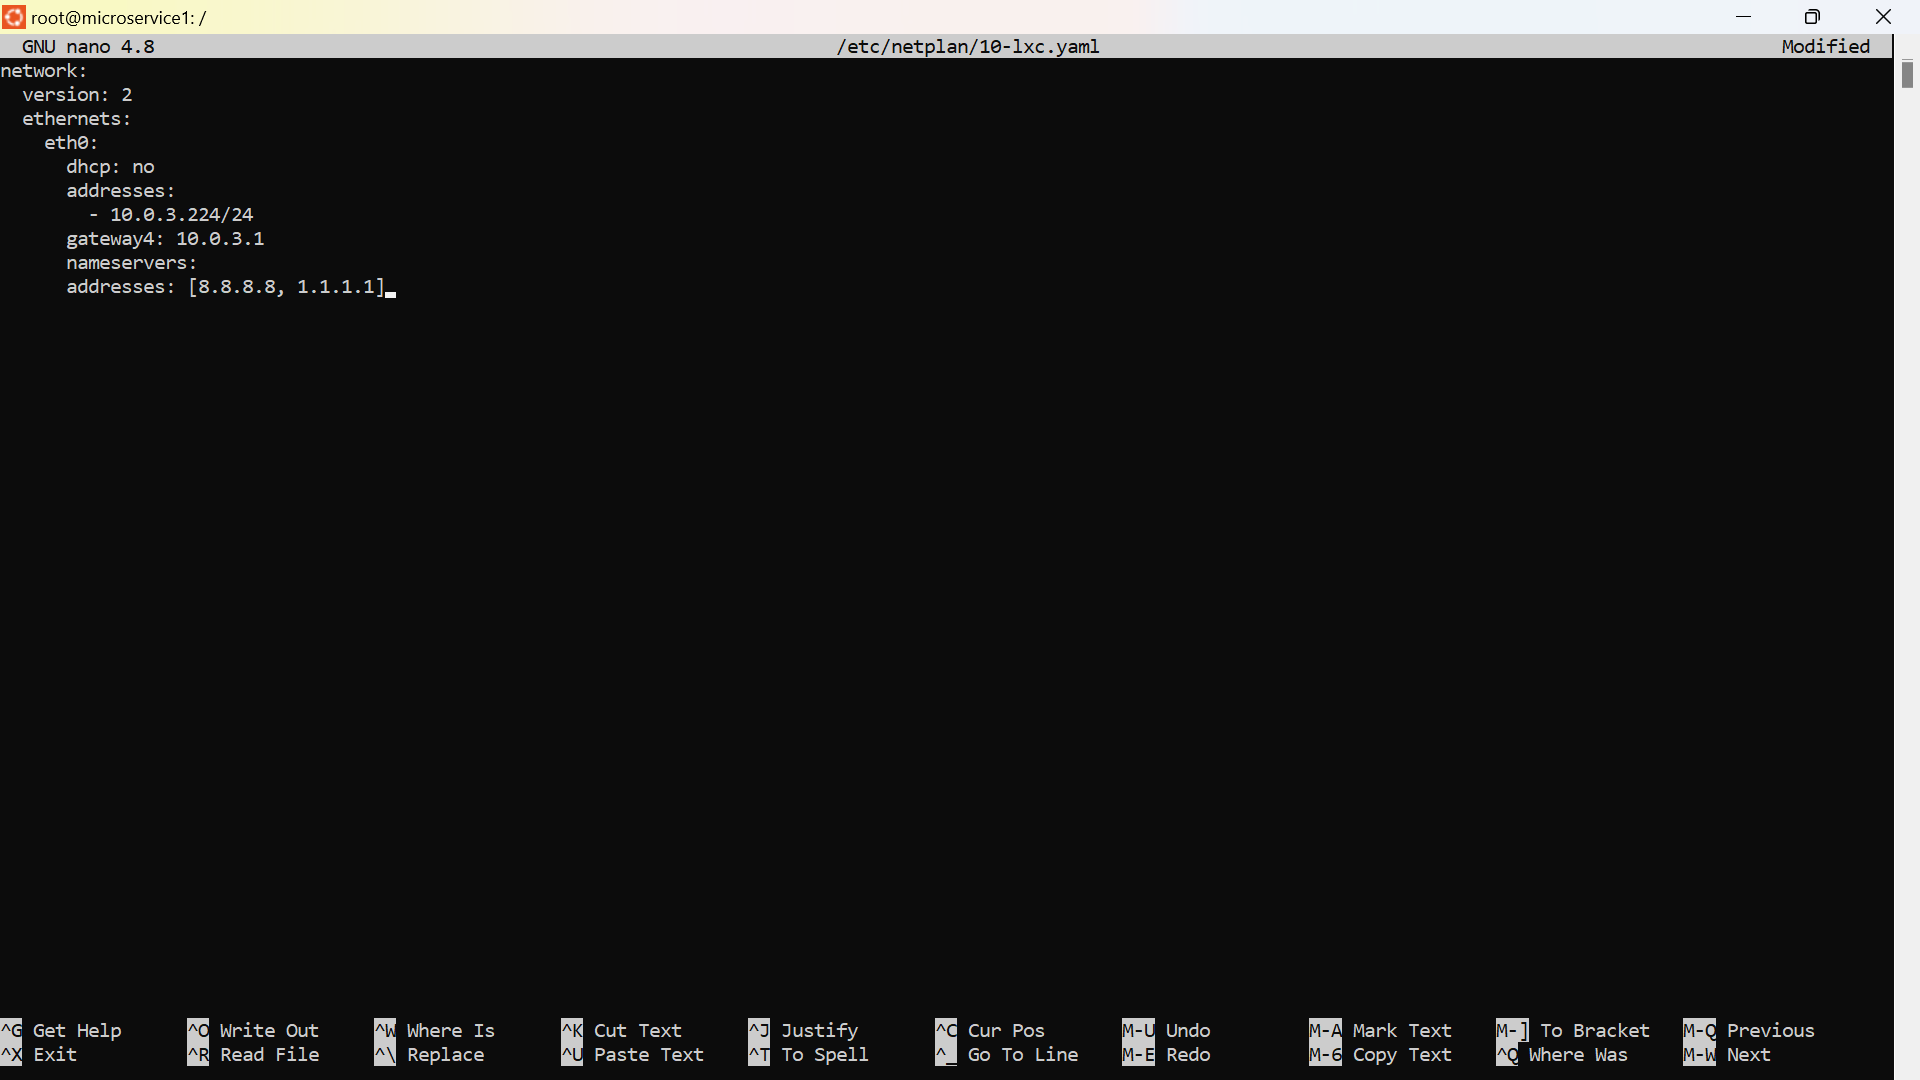 root@microservice1: /
GNU nano 4.8 /etc/netplan/10-lxc.yaml Modified
network:
  version: 2
  ethernets:
    eth0:
      dhcp: no
      addresses:
        - 10.0.3.224/24
      gateway4: 10.0.3.1
      nameservers:
      addresses: [8.8.8.8, 1.1.1.1]
^G Get Help ^O Write Out ^W Where Is ^K Cut Text ^J Justify ^C Cur Pos M-U Undo M-A Mark Text M-] To Bracket M-Q Previous
^X Exit ^R Read File ^\ Replace ^U Paste Text ^T To Spell ^_ Go To Line M-E Redo M-6 Copy Text ^Q Where Was M-W Next